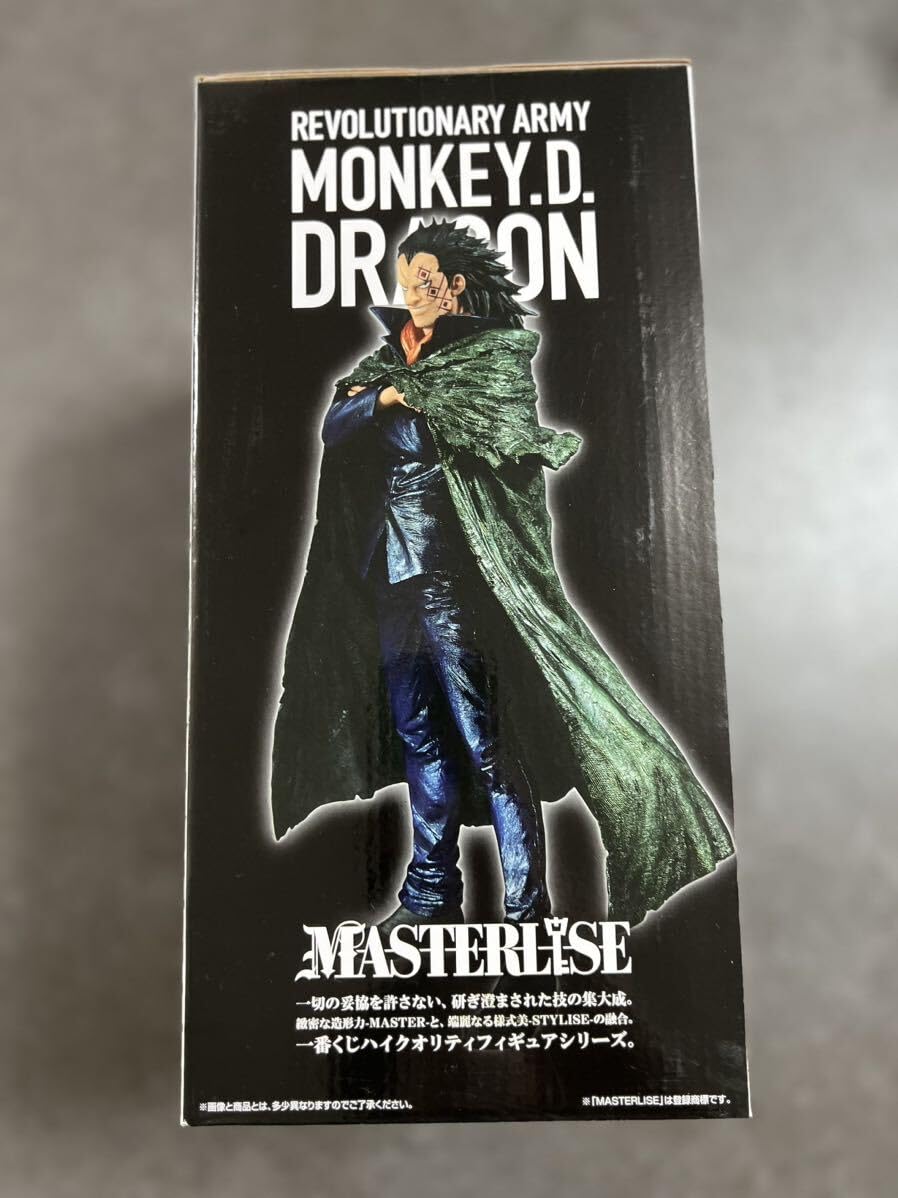 REVOLUTIONARY ARMY
MONKEY.D.
DRAGON
MASTERLISE
一切の妥協を許さない、研ぎ澄まされた技の集大成。
緻密な造形力-MASTER-と、端麗なる様式美-STYLISE-の融合。
一番くじハイクオリティフィギュアシリーズ。
※画像と商品とは、多少異なりますのでご了承ください。
※「MASTERLISE」は登録商標です。